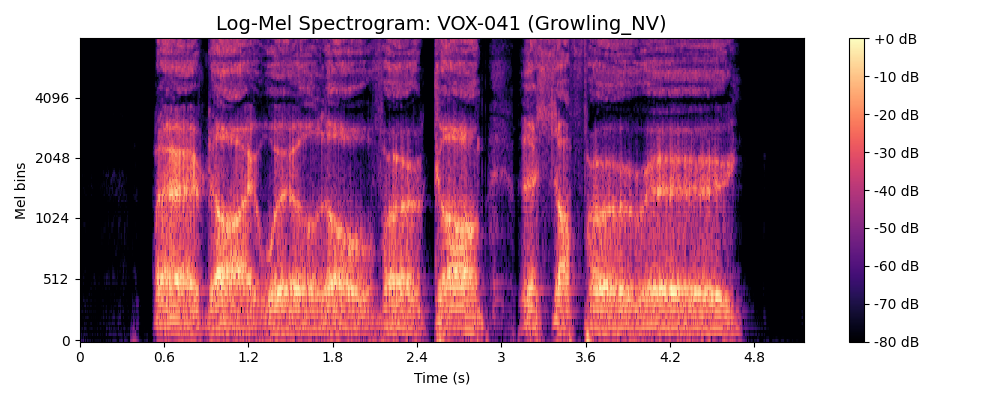 Log-Mel Spectrogram: VOX-041 (Growling_NV)
Mel bins
4096
2048
1024
512
0
0
0.6
1.2
1.8
2.4
3
3.6
4.2
4.8
Time (s)
+0 dB
-10 dB
-20 dB
-30 dB
-40 dB
-50 dB
-60 dB
-70 dB
-80 dB